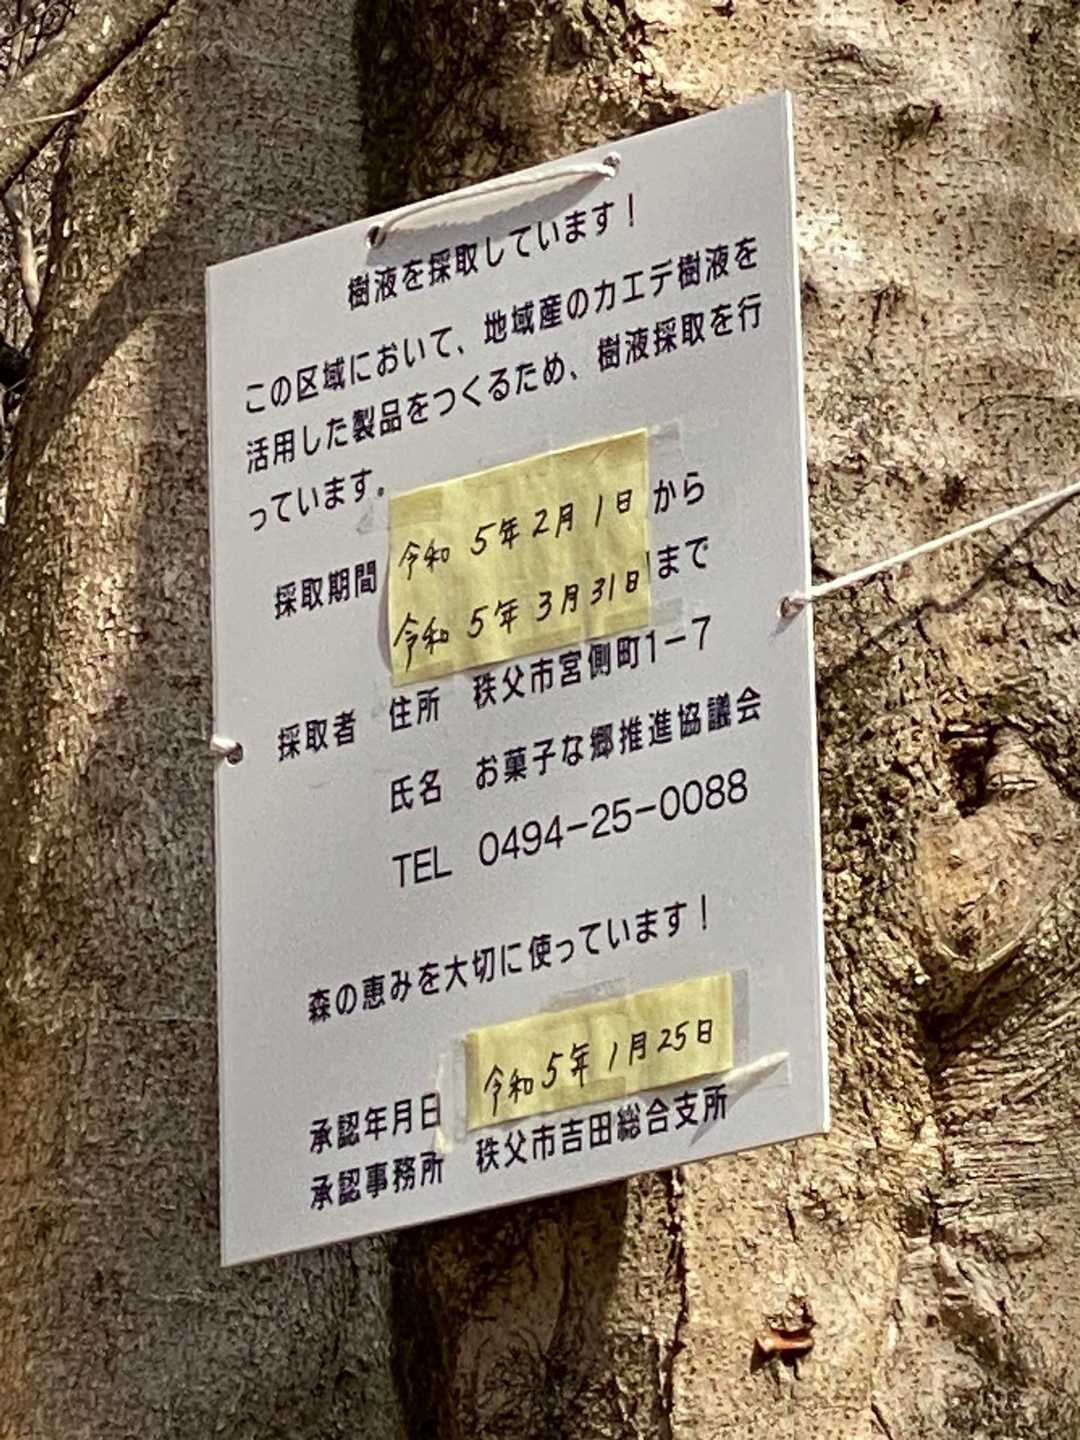 樹液を採取しています！
この区域において、地域産のカエデ樹液を
活用した製品をつくるため、樹液採取を行
っています。
採取期間 令和 5年 2月 1日 から
令和 5年 3月 31日 まで
採取者 住所 秩父市宮側町1-7
氏名 お菓子な郷推進協議会
TEL 0494-25-0088
森の恵みを大切に使っています！
承認年月日 令和 5年 1月 25日
承認事務所 秩父市吉田総合支所